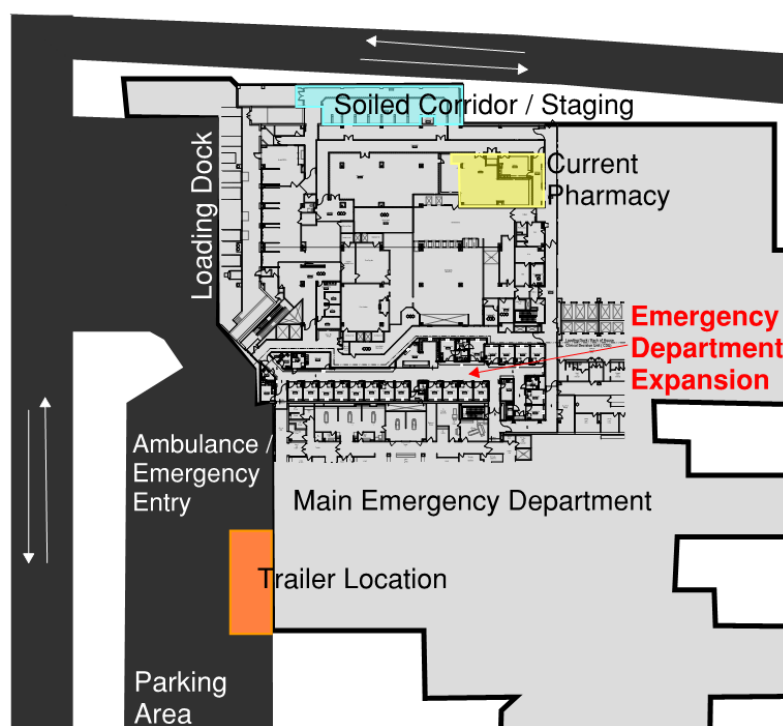 Soiled Corridor / Staging
Current
Pharmacy
Loading Dock
Emergency
Department
Expansion
Ambulance /
Emergency
Entry
Main Emergency Department
Trailer Location
Parking
Area